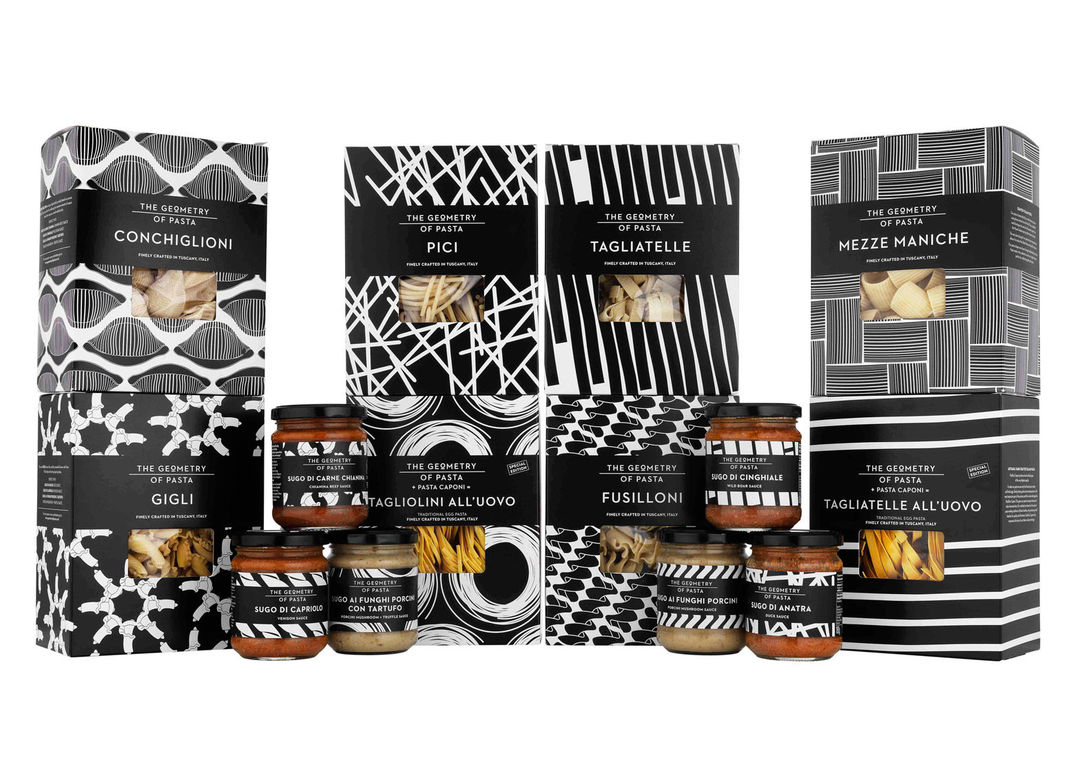 THE GEOMETRY
OF PASTA
CONCHIGLIONI
FINELY CRAFTED IN TUSCANY, ITALY
THE GEOMETRY
OF PASTA
PICI
FINELY CRAFTED IN TUSCANY, ITALY
THE GEOMETRY
OF PASTA
TAGLIATELLE
FINELY CRAFTED IN TUSCANY, ITALY
THE GEOMETRY
OF PASTA
MEZZE MANICHE
FINELY CRAFTED IN TUSCANY, ITALY
THE GEOMETRY
OF PASTA
GIGLI
FINELY CRAFTED IN TUSCANY, ITALY
THE GEOMETRY
OF PASTA
SUGO DI CARNE CHIANINA
CHIANINA BEEF SAUCE
THE GEOMETRY
OF PASTA
+ PASTA CAPONI =
TAGLIOLINI ALL'UOVO
TRADITIONAL EGG PASTA
FINELY CRAFTED IN TUSCANY, ITALY
SPECIAL
EDITION
THE GEOMETRY
OF PASTA
FUSILLONI
FINELY CRAFTED IN TUSCANY, ITALY
THE GEOMETRY
OF PASTA
SUGO DI CINGHIALE
WILD BOAR SAUCE
THE GEOMETRY
OF PASTA
+ PASTA CAPONI =
TAGLIATELLE ALL'UOVO
TRADITIONAL EGG PASTA
FINELY CRAFTED IN TUSCANY, ITALY
SPECIAL
EDITION
THE GEOMETRY
OF PASTA
SUGO DI CAPRIOLO
VENISON SAUCE
THE GEOMETRY
OF PASTA
SUGO AI FUNGHI PORCINI
CON TARTUFO
PORCINI MUSHROOM + TRUFFLE SAUCE
THE GEOMETRY
OF PASTA
SUGO AI FUNGHI PORCINI
PORCINI MUSHROOM SAUCE
THE GEOMETRY
OF PASTA
SUGO DI ANATRA
DUCK SAUCE